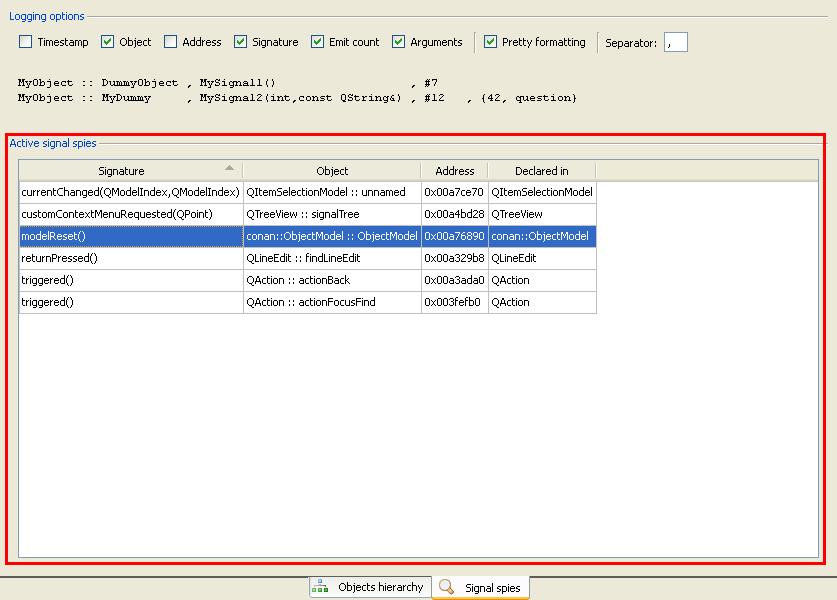 Logging options
Timestamp Object Address Signature Emit count Arguments Pretty formatting Separator: ,
MyObject :: DummyObject , MySignal1() , #7
MyObject :: MyDummy , MySignal2(int,const QString&) , #12 , {42, question}
Active signal spies
Signature Object Address Declared in
currentChanged(QModelIndex,QModelIndex) QItemSelectionModel :: unnamed 0x00a7ce70 QItemSelectionModel
customContextMenuRequested(QPoint) QTreeView :: signalTree 0x00a4bd28 QTreeView
modelReset() conan::ObjectModel :: ObjectModel 0x00a76890 conan::ObjectModel
returnPressed() QLineEdit :: findLineEdit 0x00a329b8 QLineEdit
triggered() QAction :: actionBack 0x00a3ada0 QAction
triggered() QAction :: actionFocusFind 0x003fefb0 QAction
Objects hierarchy Signal spies